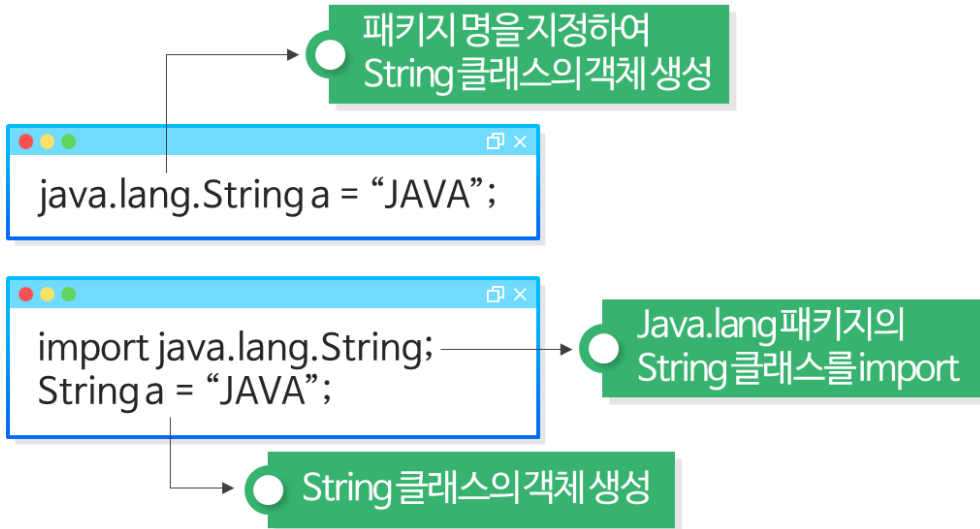 패키지 명을 지정하여
String 클래스의 객체 생성
java.lang.String a = “JAVA”;
import java.lang.String;
String a = “JAVA”;
Java.lang 패키지의
String 클래스를 import
String 클래스의 객체 생성